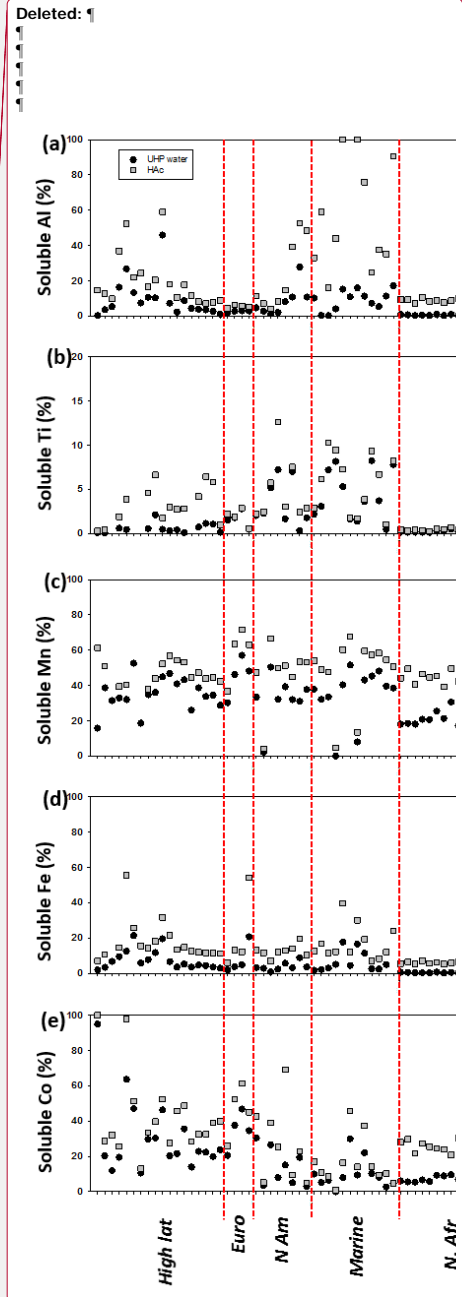 Deleted: ¶
¶
¶
¶
¶
¶
(a)
100
80
60
40
20
0
Soluble Al (%)
UHP water
HAc
(b)
20
15
10
5
0
Soluble Ti (%)
(c)
100
80
60
40
20
0
Soluble Mn (%)
(d)
100
80
60
40
20
0
Soluble Fe (%)
(e)
100
80
60
40
20
0
Soluble Co (%)
High lat
Euro
N Am
Marine
N. Afr